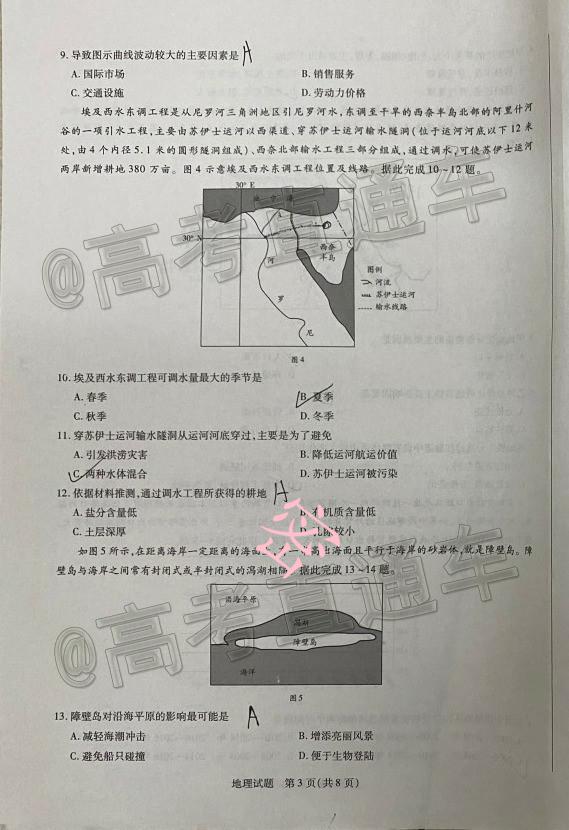 9. 导致图示曲线波动较大的主要因素是 A
A. 国际市场 B. 销售服务
C. 交通设施 D. 劳动力价格
埃及西水东调工程是从尼罗河三角洲地区引尼罗河水,东调至干旱的西奈半岛北部的阿里什河
谷的一项引水工程,主要由苏伊士运河以西渠道、穿苏伊士运河输水隧洞(位于运河河底以下12米
处,由4个内径5.1米的圆形隧洞组成)、西奈北部输水工程三部分组成,通过调水,可使苏伊士运河
两岸新增耕地380万亩。图4示意埃及西水东调工程位置及线路。据此完成10~12题。
30° E
地中海
30° N
西奈
半岛
河
罗
尼
图例
河流
苏伊士运河
输水线路
图4
10. 埃及西水东调工程可调水量最大的季节是
A. 春季 B. 夏季
C. 秋季 D. 冬季
11. 穿苏伊士运河输水隧洞从运河河底穿过,主要是为了避免
A. 引发洪涝灾害 B. 降低运河航运价值
C. 两种水体混合 D. 苏伊士运河被污染
12. 依据材料推测,通过调水工程所获得的耕地 A
A. 盐分含量低 B. 有机质含量低
C. 土层深厚 D. 比较小
如图5所示,在距离海岸一定距离的海面 高出海面且平行于海岸的砂岩体,就是障壁岛。障
壁岛与海岸之间常有封闭式或半封闭式的潟湖相隔。据此完成13~14题。
沿海平原
潟湖
障壁岛
海洋
图5
13. 障壁岛对沿海平原的影响最可能是 A
A. 减轻海潮冲击 B. 增添亮丽风景
C. 避免船只碰撞 D. 便于生物登陆
地理试题 第3页(共8页)
@高考直通车
@高考直通车
密